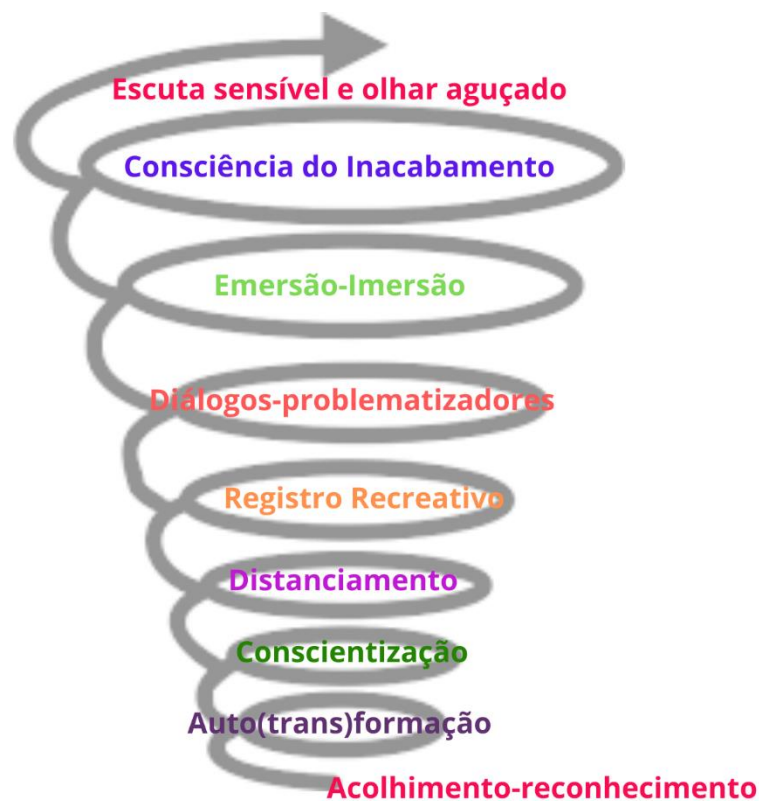 Escuta sensível e olhar aguçado
Consciência do Inacabamento
Emersão-Imersão
Diálogos-problematizadores
Registro Recreativo
Distanciamento
Conscientização
Auto(trans)formação
Acolhimento-reconhecimento